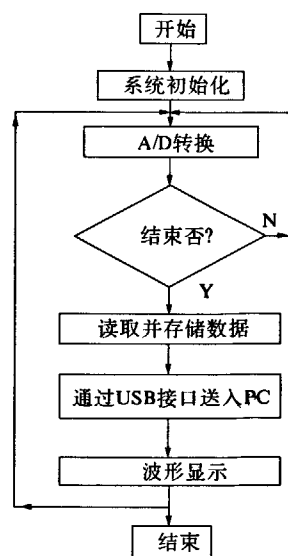 开始
系统初始化
A/D转换
结束否?
N
Y
读取并存储数据
通过USB接口送入PC
波形显示
结束